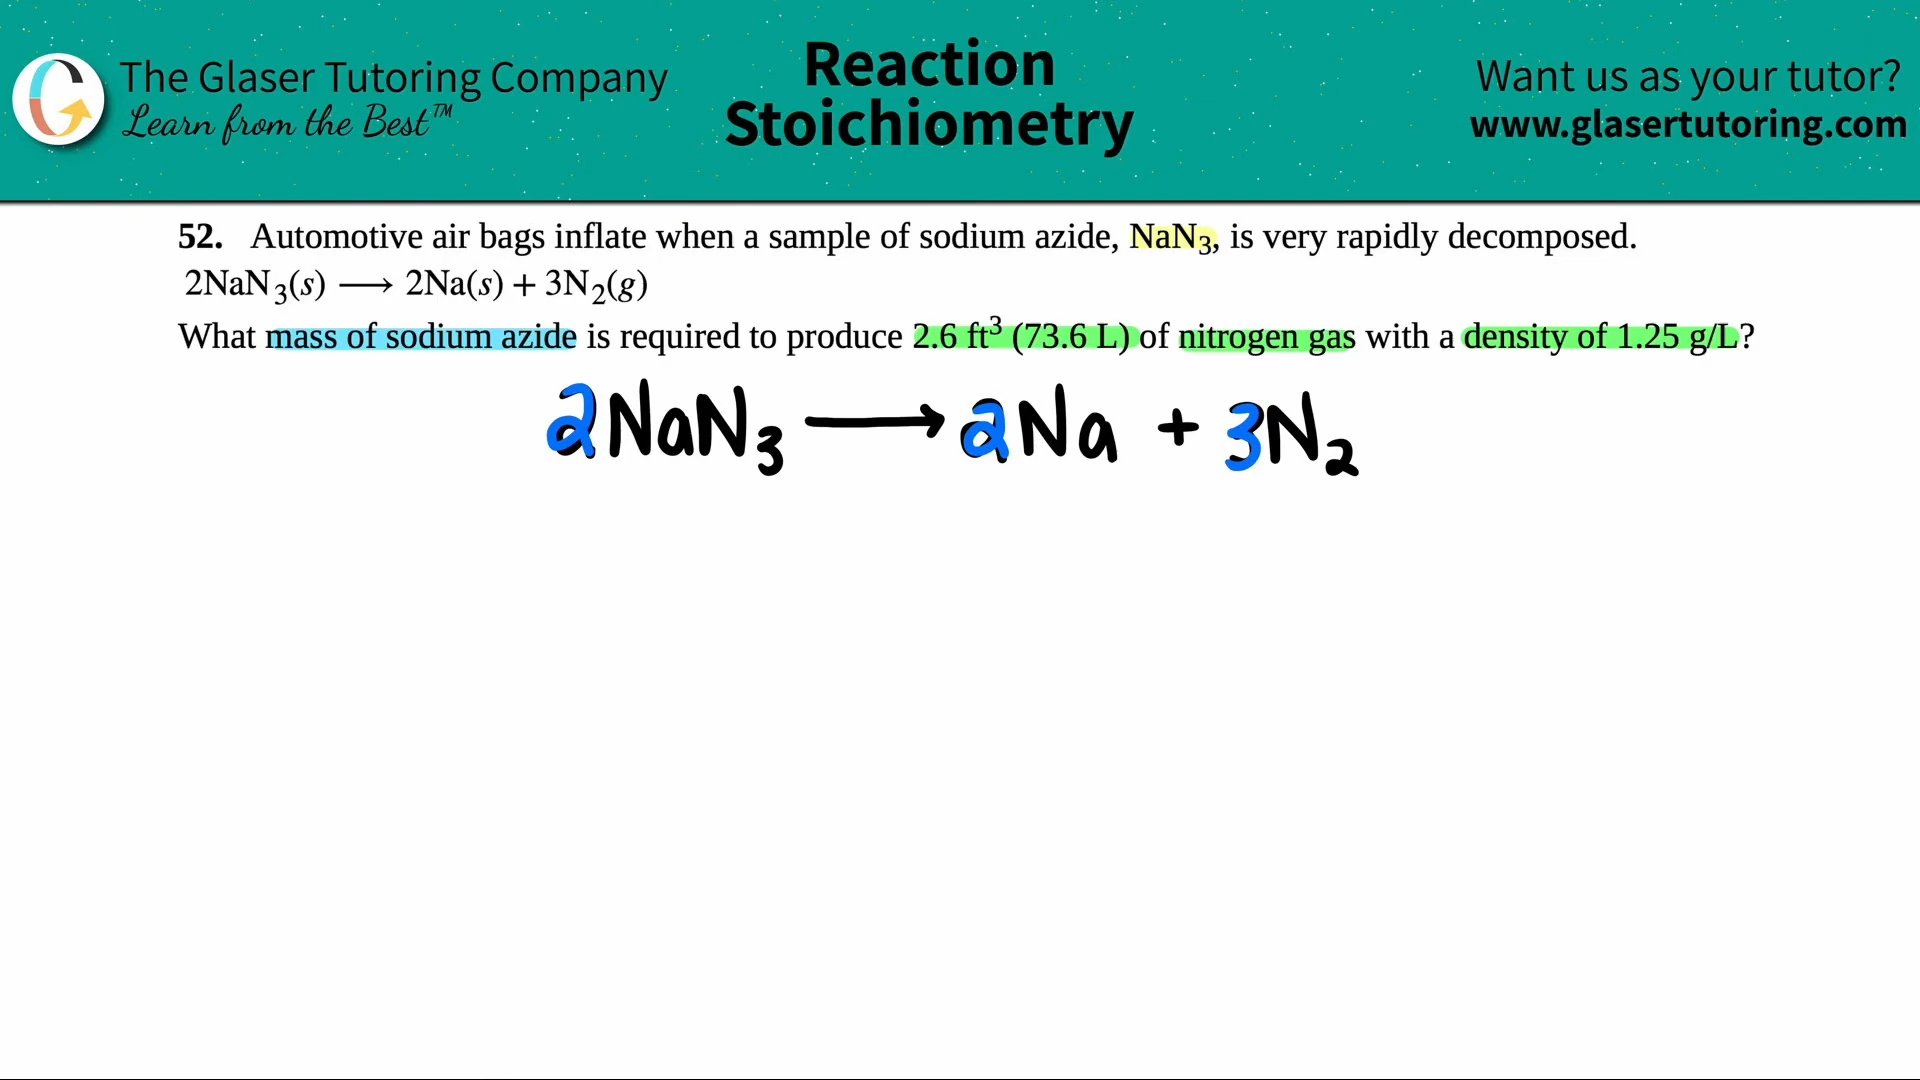 The Glaser Tutoring Company
Learn from the Best™
Reaction
Stoichiometry
Want us as your tutor?
www.glasertutoring.com
52. Automotive air bags inflate when a sample of sodium azide, NaN₃, is very rapidly decomposed.
2NaN₃(s) ⟶ 2Na(s) + 3N₂(g)
What mass of sodium azide is required to produce 2.6 ft³ (73.6 L) of nitrogen gas with a density of 1.25 g/L?
2NaN₃ ⟶ 2Na + 3N₂